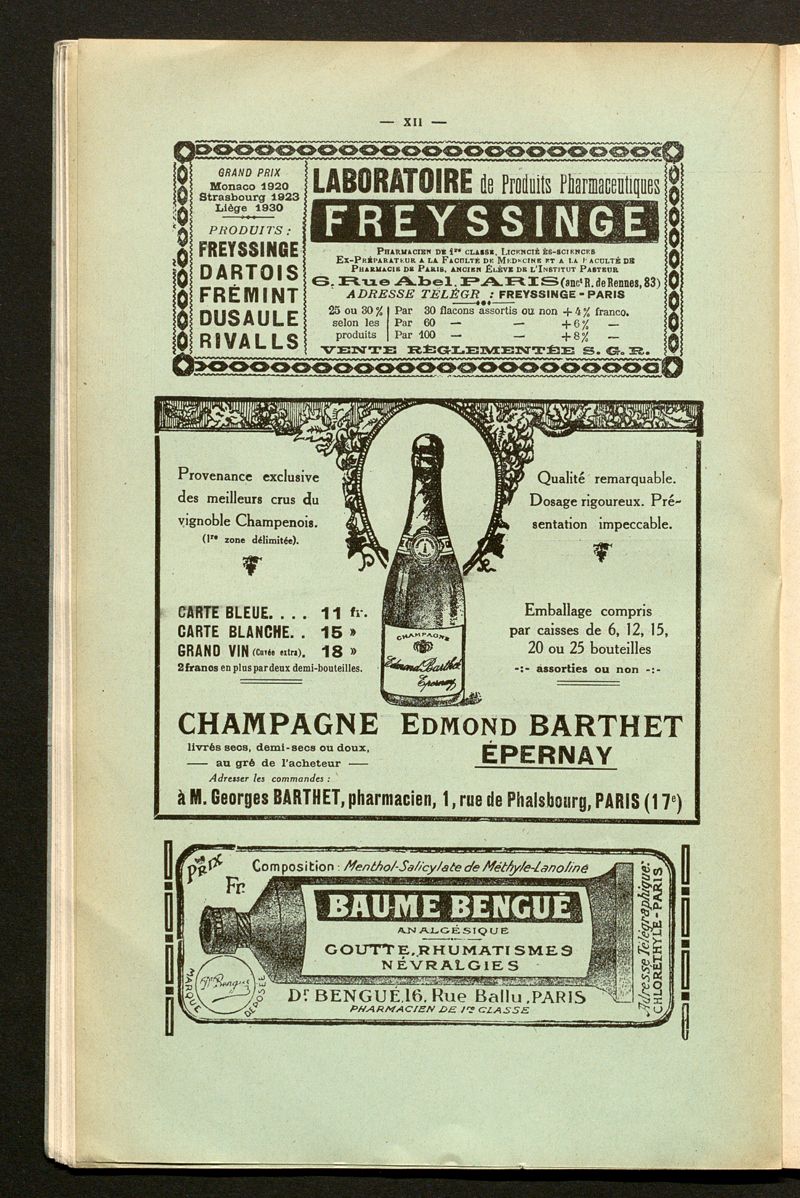 — XII —
GRAND PRIX
Monaco 1920
Strasbourg 1923
Liège 1930
PRODUITS :
FREYSSINGE
DARTOIS
FRÉMINT
DUSAULE
RIVALLS
LABORATOIRE de Produits Pharmaceutiques
FREYSSINGE
PHARMACIEN DE 1re CLASSE, LICENCIÉ ÈS-SCIENCES
EX-PRÉPARATEUR A LA FACULTÉ DE MEDECINE ET A LA FACULTÉ DE
PHARMACIE DE PARIS, ANCIEN ÉLÈVE DE L'INSTITUT PASTEUR
6, Rue Abel, PARIS (anct R. de Rennes, 83)
ADRESSE TÉLÉGR : FREYSSINGE - PARIS
25 ou 30 % | Par 30 flacons assortis ou non + 4 % franco.
selon les | Par 60 — — + 6 % —
produits | Par 100 — — + 8 % —
VENTE RÉGLEMENTÉE S. G. R.
Provenance exclusive
des meilleurs crus du
vignoble Champenois.
(1re zone délimitée).
Qualité remarquable.
Dosage rigoureux. Pré-
sentation impeccable.
CARTE BLEUE. . . . 11 fr.
CARTE BLANCHE. . 15 »
GRAND VIN (Cuvée extra). 18 »
2 francs en plus par deux demi-bouteilles.
Emballage compris
par caisses de 6, 12, 15,
20 ou 25 bouteilles
-:- assorties ou non -:-
CHAMPAGNE
Edmond Barthet
Epernay
CHAMPAGNE EDMOND BARTHET
livrés secs, demi-secs ou doux,
— au gré de l'acheteur —
ÉPERNAY
Adresser les commandes :
à M. Georges BARTHET, pharmacien, 1, rue de Phalsbourg, PARIS (17e)
PRIX
Fr.
Composition : Menthol-Salicylate de Méthyle-Lanoline
BAUME BENGUÉ
ANALGÉSIQUE
GOUTTE, RHUMATISMES
NÉVRALGIES
MARQUE DÉPOSÉE
Dr Bengué
Dr BENGUÉ, 16, Rue Ballu, PARIS
PHARMACIEN DE 1re CLASSE
Adresse Télégraphique:
CHLORÉTHYLE - PARIS